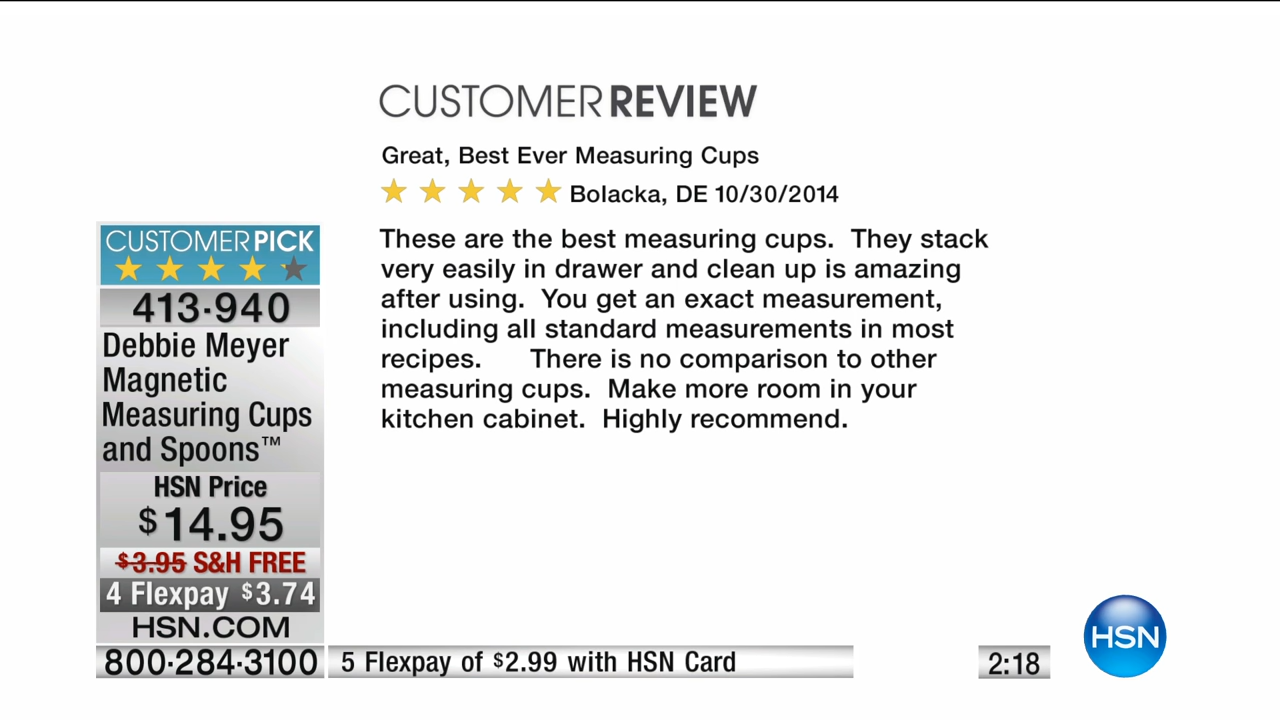 CUSTOMER REVIEW
Great, Best Ever Measuring Cups
Bolacka, DE 10/30/2014
These are the best measuring cups.  They stack
very easily in drawer and clean up is amazing
after using.  You get an exact measurement,
including all standard measurements in most
recipes.      There is no comparison to other
measuring cups.  Make more room in your
kitchen cabinet.  Highly recommend.
CUSTOMER PICK
413-940
Debbie Meyer
Magnetic
Measuring Cups
and Spoons™
HSN Price
$14.95
$3.95 S&H FREE
4 Flexpay $3.74
HSN.COM
800·284·3100
5 Flexpay of $2.99 with HSN Card
2:18
HSN